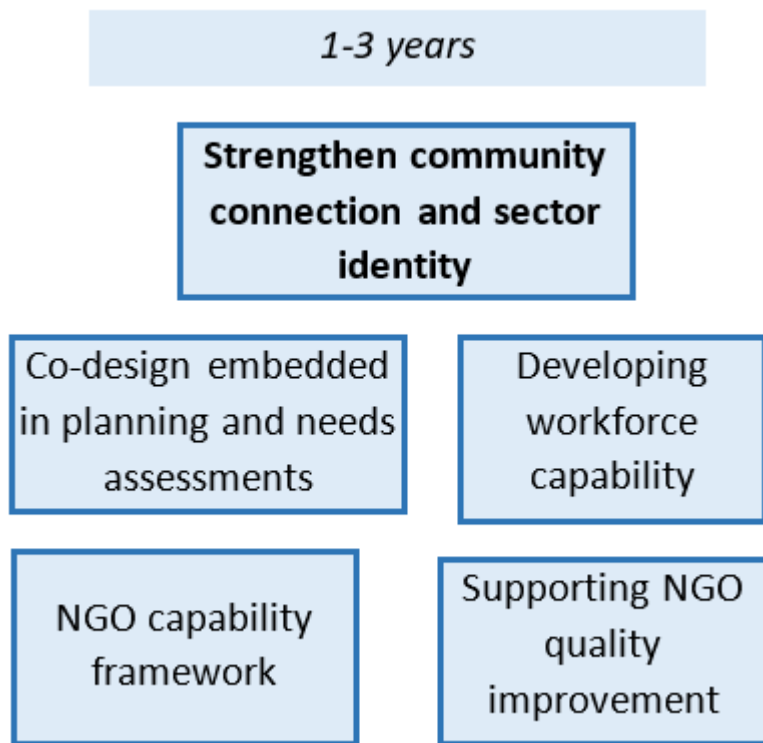 1-3 years
Strengthen community
connection and sector
identity
Co-design embedded
in planning and needs
assessments
Developing
workforce
capability
NGO capability
framework
Supporting NGO
quality
improvement